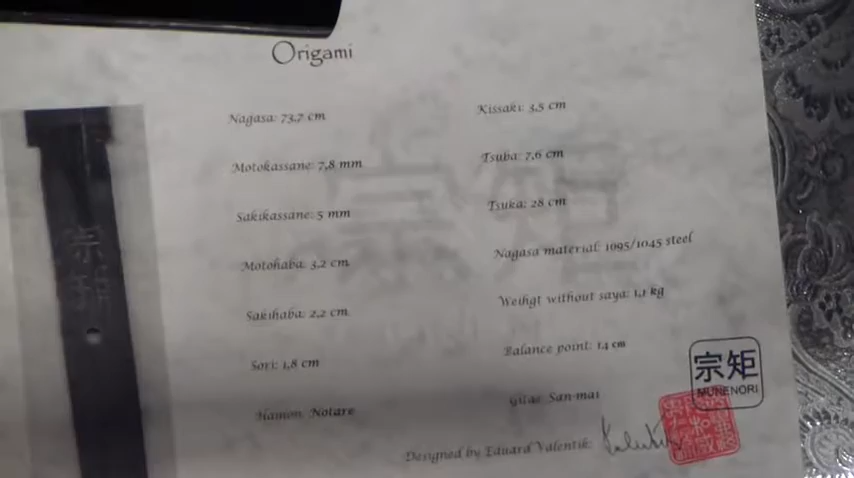 Origami
Nagasa: 73,7 cm
Motokassane: 7,8 mm
Sakikassane: 5 mm
Motohaba: 3,2 cm
Sakihaba: 2,2 cm
Sori: 1,8 cm
Hamon: Notare
Kissaki: 3,5 cm
Tsuba: 7,6 cm
Tsuka: 28 cm
Nagasa material: 1095/1045 steel
Weihgt without saya: 1,1 kg
Balance point: 14 cm
Gitae: San-mai
Designed by Eduard Valentik:
宗矩
MUNENORI
宗
矩